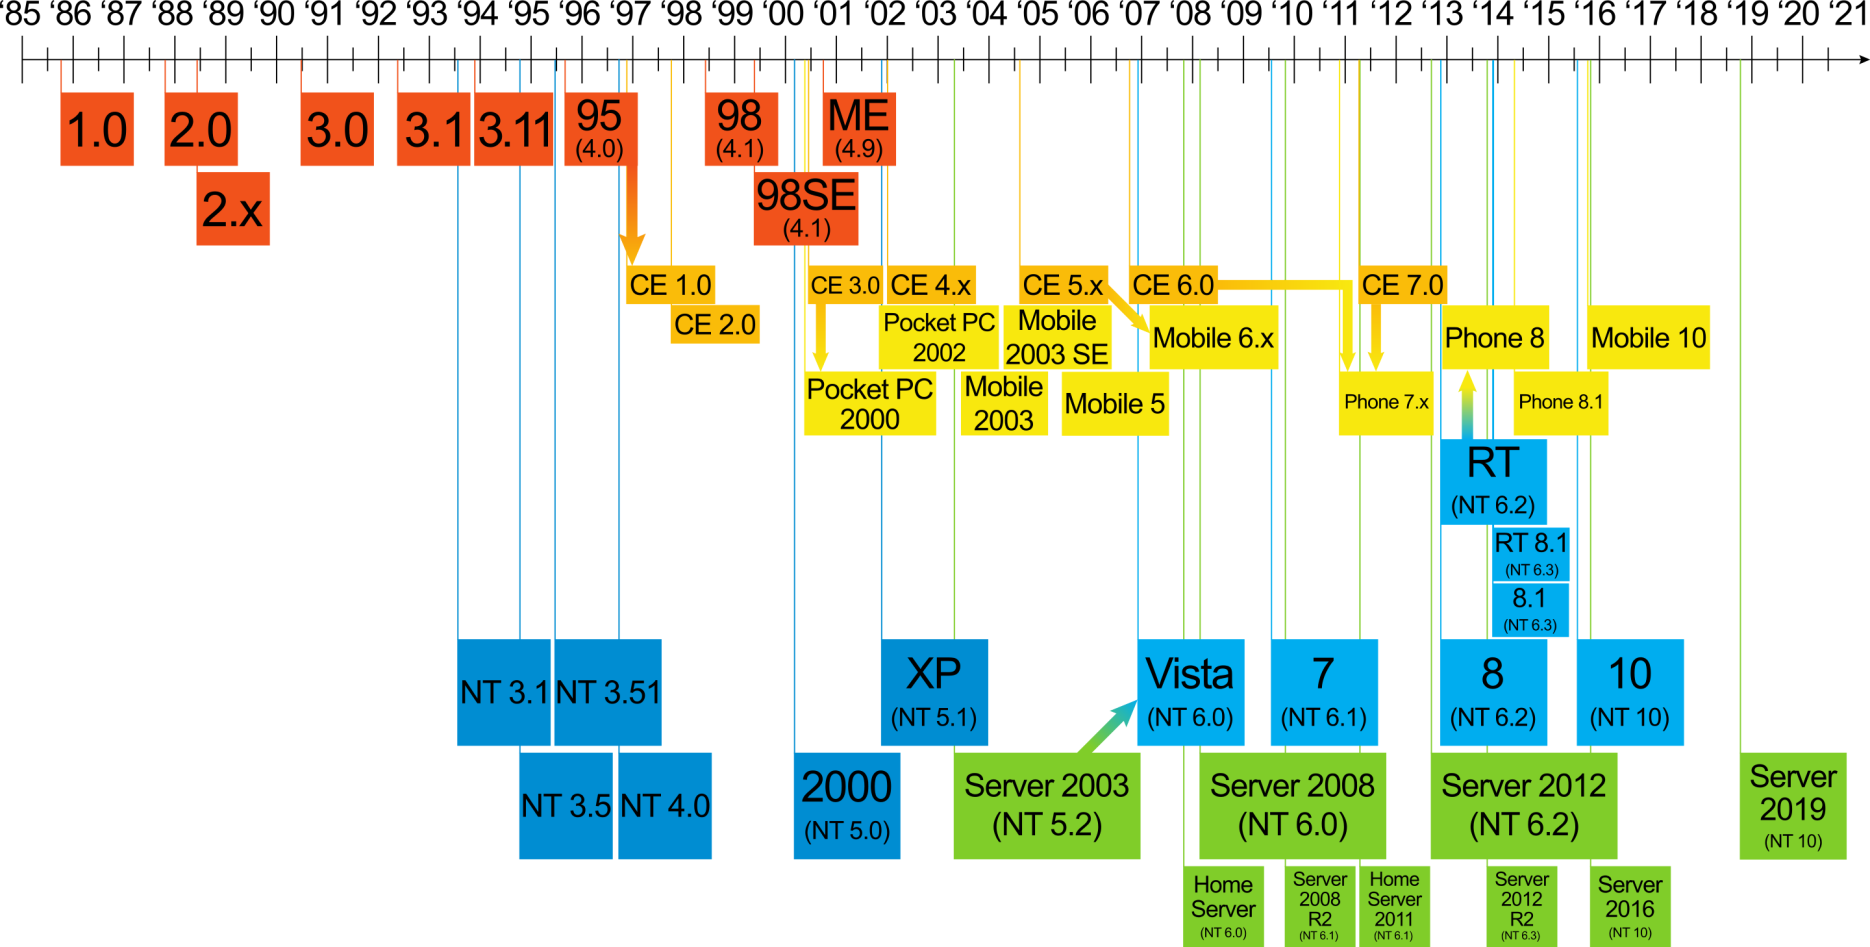 ‘85 ‘86 ‘87 ‘88 ‘89 ‘90 ‘91 ‘92 ‘93 ‘94 ‘95 ‘96 ‘97 ‘98 ‘99 ‘00 ‘01 ‘02 ‘03 ‘04 ‘05 ‘06 ‘07 ‘08 ‘09 ‘10 ‘11 ‘12 ‘13 ‘14 ‘15 ‘16 ‘17 ‘18 ‘19 ‘20 ‘21
1.0
2.0
2.x
3.0
3.1
3.11
95
(4.0)
98
(4.1)
98SE
(4.1)
ME
(4.9)
CE 1.0
CE 2.0
CE 3.0
CE 4.x
CE 5.x
CE 6.0
CE 7.0
Pocket PC
2002
Mobile
2003 SE
Mobile 6.x
Phone 8
Mobile 10
Pocket PC
2000
Mobile
2003
Mobile 5
Phone 7.x
Phone 8.1
RT
(NT 6.2)
RT 8.1
(NT 6.3)
8.1
(NT 6.3)
NT 3.1
NT 3.51
XP
(NT 5.1)
Vista
(NT 6.0)
7
(NT 6.1)
8
(NT 6.2)
10
(NT 10)
NT 3.5
NT 4.0
2000
(NT 5.0)
Server 2003
(NT 5.2)
Server 2008
(NT 6.0)
Server 2012
(NT 6.2)
Server
2019
(NT 10)
Home
Server
(NT 6.0)
Server
2008
R2
(NT 6.1)
Home
Server
2011
(NT 6.1)
Server
2012
R2
(NT 6.3)
Server
2016
(NT 10)